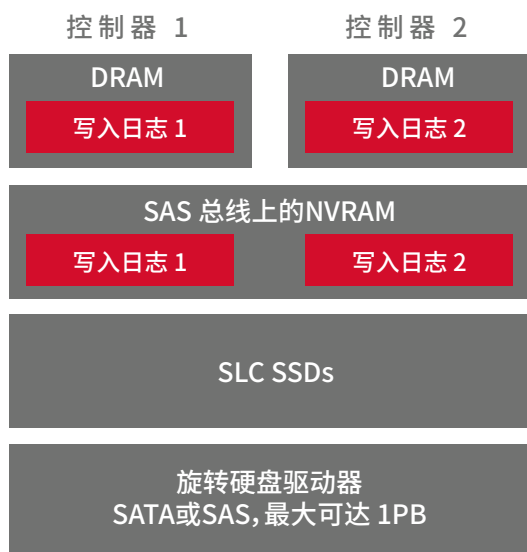 控制器 1
控制器 2
DRAM
写入日志 1
DRAM
写入日志 2
SAS 总线上的NVRAM
写入日志 1
写入日志 2
SLC SSDs
旋转硬盘驱动器
SATA或SAS，最大可达 1PB